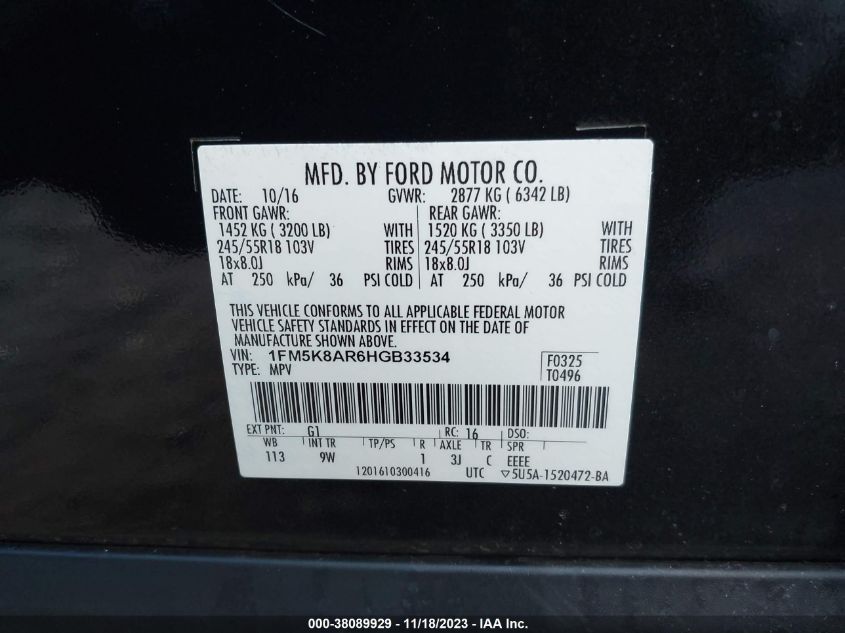 MFD. BY FORD MOTOR CO.
DATE: 10/16 GVWR: 2877 KG ( 6342 LB)
FRONT GAWR: REAR GAWR:
1452 KG ( 3200 LB) WITH 1520 KG ( 3350 LB) WITH
245/55R18 103V TIRES 245/55R18 103V TIRES
18x8.0J RIMS 18x8.0J RIMS
AT 250 kPa/ 36 PSI COLD AT 250 kPa/ 36 PSI COLD
THIS VEHICLE CONFORMS TO ALL APPLICABLE FEDERAL MOTOR
VEHICLE SAFETY STANDARDS IN EFFECT ON THE DATE OF
MANUFACTURE SHOWN ABOVE.
VIN: 1FM5K8AR6HGB33534 F0325
TYPE: MPV T0496
EXT PNT: G1 RC: 16 DSO:
WB INT TR TP/PS R AXLE TR SPR
113 9W 1 3J C EEEE
1201610300416 UTC ▽5U5A-1520472-BA
000-38089929 - 11/18/2023 - IAA Inc.